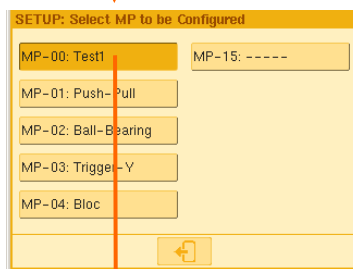 SETUP: Select MP to be Configured
MP-00: Test1
MP-15: -----
MP-01: Push-Pull
MP-02: Ball-Bearing
MP-03: Trigger-Y
MP-04: Bloc